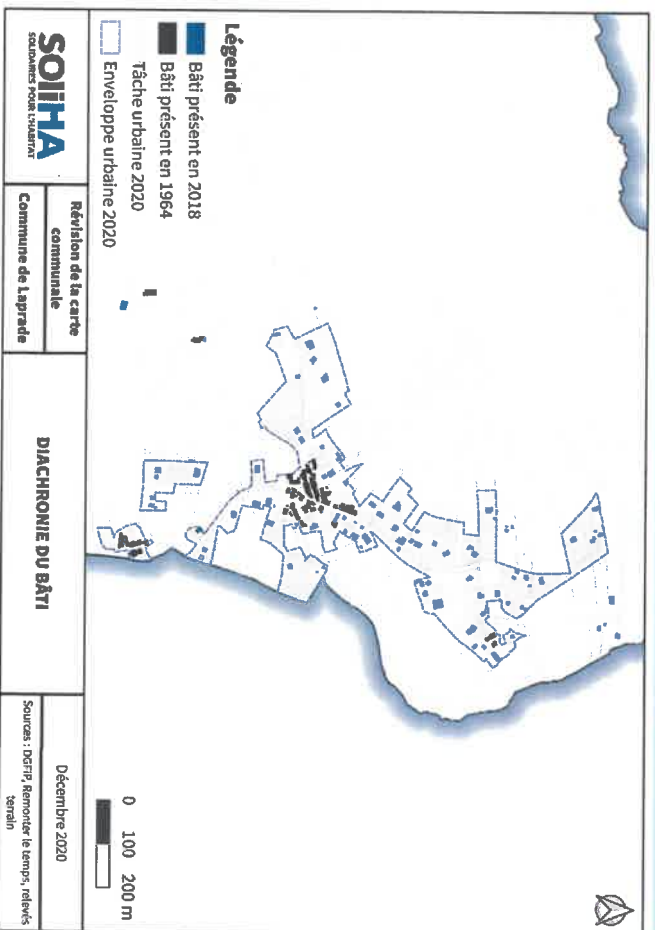 Légende
Bâti présent en 2018
Bâti présent en 1964
Tâche urbaine 2020
Enveloppe urbaine 2020
0 100 200 m
SOliHA
SOLIDAIRES POUR L'HABITAT
Révision de la carte
communale
Commune de Laprade
DIACHRONIE DU BÂTI
Décembre 2020
Sources : DGFIP, Remonter le temps, relevés
terrain